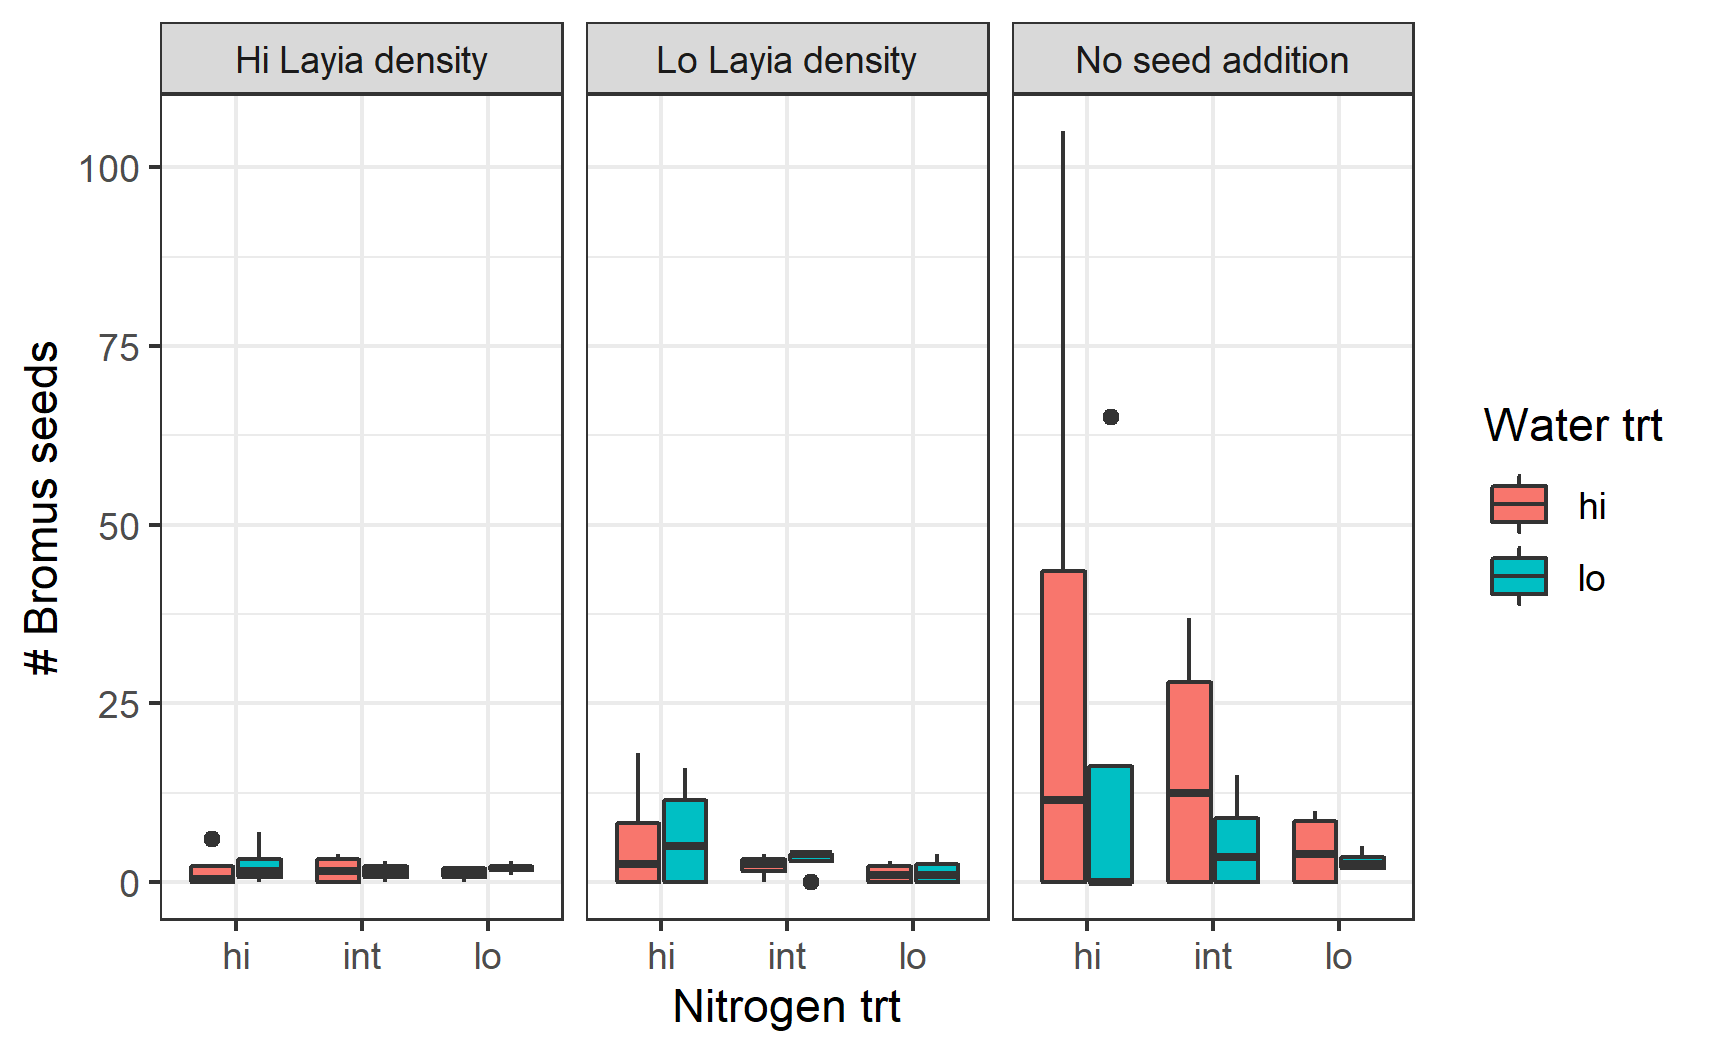 Hi Layia density
Lo Layia density
No seed addition
# Bromus seeds
100
75
50
25
0
hi
int
lo
hi
int
lo
hi
int
lo
Nitrogen trt
Water trt
hi
lo